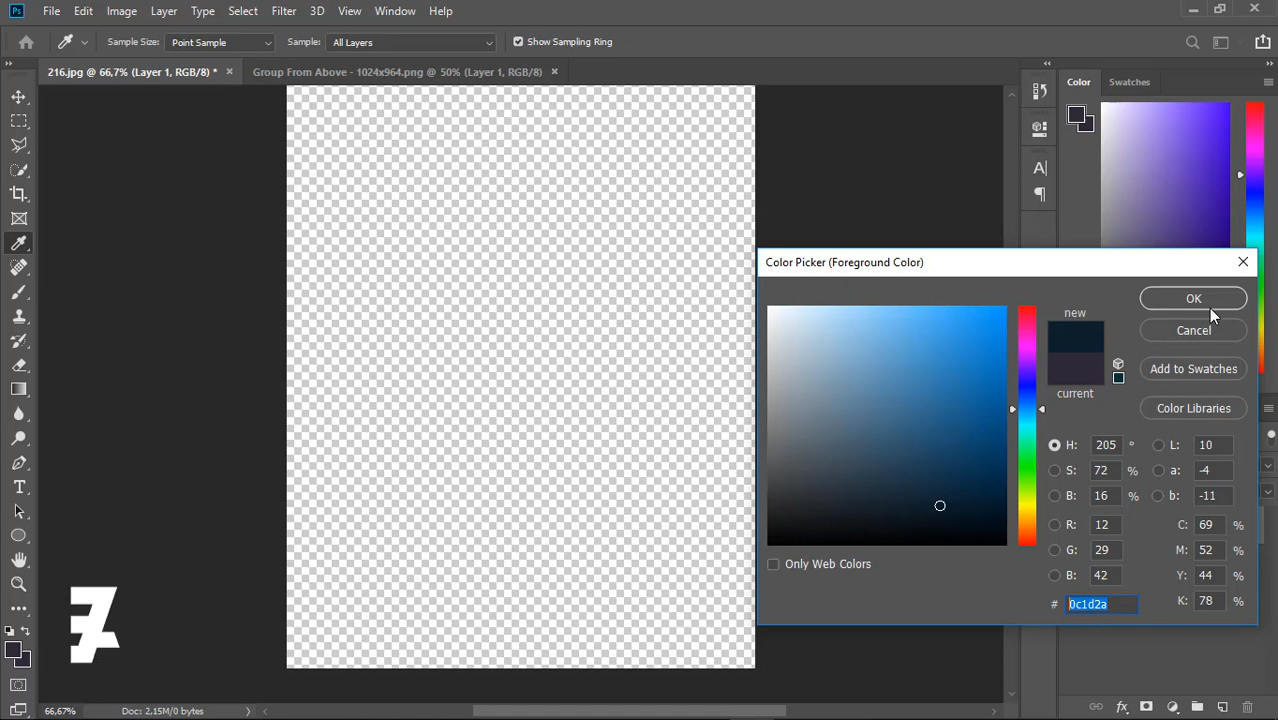 Ps File Edit Image Layer Type Select Filter 3D View Window Help
Sample Size: Point Sample Sample: All Layers Show Sampling Ring
216.jpg @ 66,7% (Layer 1, RGB/8) * Group From Above - 1024x964.png @ 50% (Layer 1, RGB/8)
Color Swatches
Color Picker (Foreground Color)
new
current
OK
Cancel
Add to Swatches
Color Libraries
H: 205 ° L: 10
S: 72 % a: -4
B: 16 % b: -11
R: 12 C: 69 %
G: 29 M: 52 %
B: 42 Y: 44 %
# 0c1d2a K: 78 %
Only Web Colors
66,67% Doc: 2,15M/0 bytes
fx